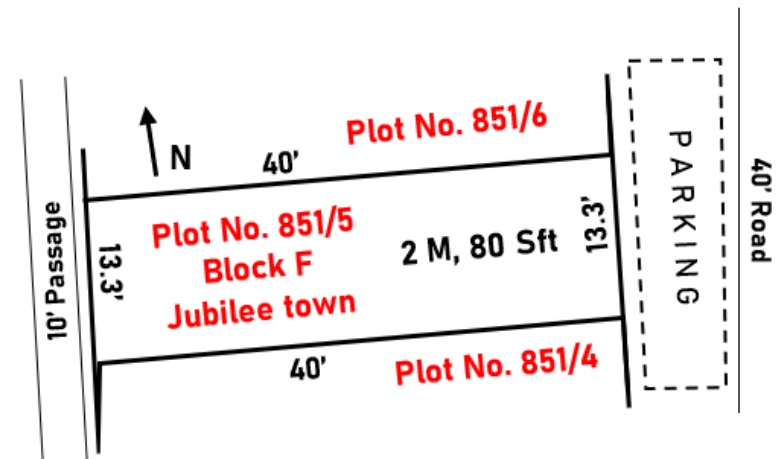 Plot No. 851/6
N
40'
Plot No. 851/5
Block F
Jubilee town
2 M, 80 Sft
13.3'
13.3'
10' Passage
PARKING
40' Road
40'
Plot No. 851/4